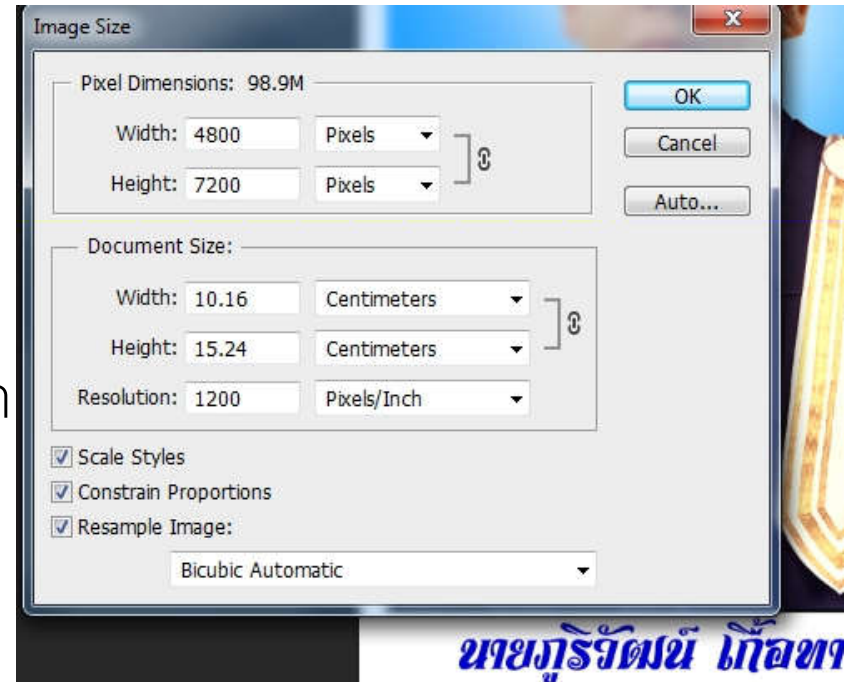 Image Size
Pixel Dimensions: 98.9M
Width: 4800 Pixels
Height: 7200 Pixels
OK
Cancel
Auto...
Document Size:
Width: 10.16 Centimeters
Height: 15.24 Centimeters
Resolution: 1200 Pixels/Inch
Scale Styles
Constrain Proportions
Resample Image:
Bicubic Automatic
นายภูริวัฒน์